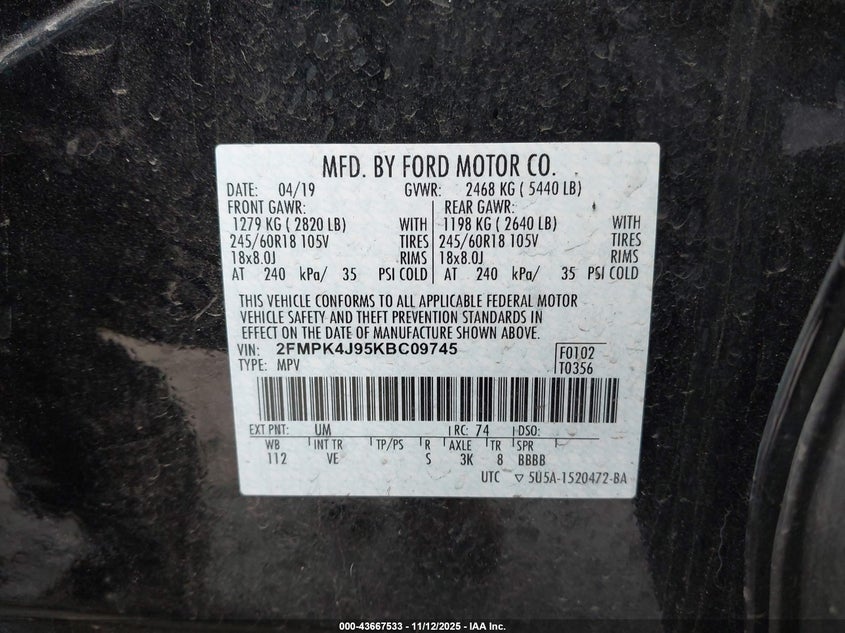 MFD. BY FORD MOTOR CO.
DATE: 04/19 GVWR: 2468 KG ( 5440 LB)
FRONT GAWR: REAR GAWR:
1279 KG ( 2820 LB) WITH 1198 KG ( 2640 LB) WITH
245/60R18 105V TIRES 245/60R18 105V TIRES
18x8.0J RIMS 18x8.0J RIMS
AT 240 kPa/ 35 PSI COLD AT 240 kPa/ 35 PSI COLD
THIS VEHICLE CONFORMS TO ALL APPLICABLE FEDERAL MOTOR
VEHICLE SAFETY AND THEFT PREVENTION STANDARDS IN
EFFECT ON THE DATE OF MANUFACTURE SHOWN ABOVE.
VIN: 2FMPK4J95KBC09745 F0102
TYPE: MPV T0356
EXT PNT: UM RC: 74 DSO:
WB INT TR TP/PS R AXLE TR SPR
112 VE S 3K 8 BBBB
UTC ▽ 5U5A-1520472-BA
000-43667533 - 11/12/2025 - IAA Inc.